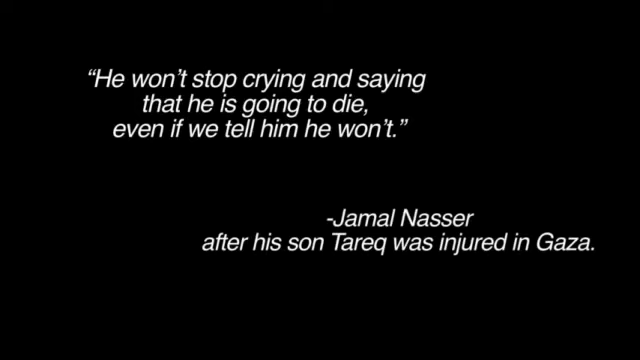 “He won’t stop crying and saying
that he is going to die,
even if we tell him he won’t.”
-Jamal Nasser
after his son Tareq was injured in Gaza.